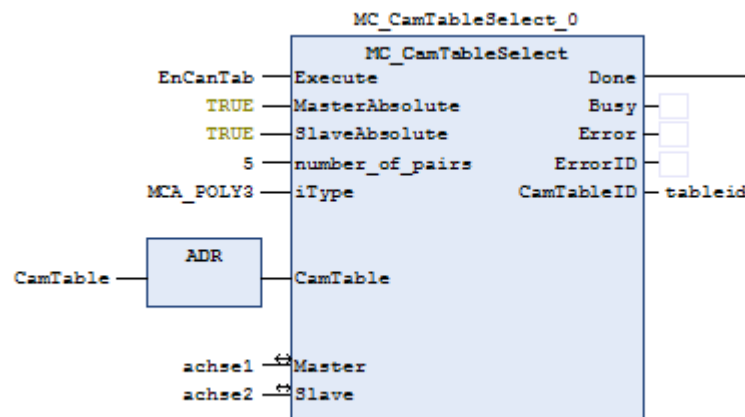 MC_CamTableSelect_0
MC_CamTableSelect
EnCanTab Execute Done
TRUE MasterAbsolute Busy
TRUE SlaveAbsolute Error
5 number_of_pairs ErrorID
MCA_POLY3 iType CamTableID tableid
ADR
CamTable CamTable
achse1 Master
achse2 Slave